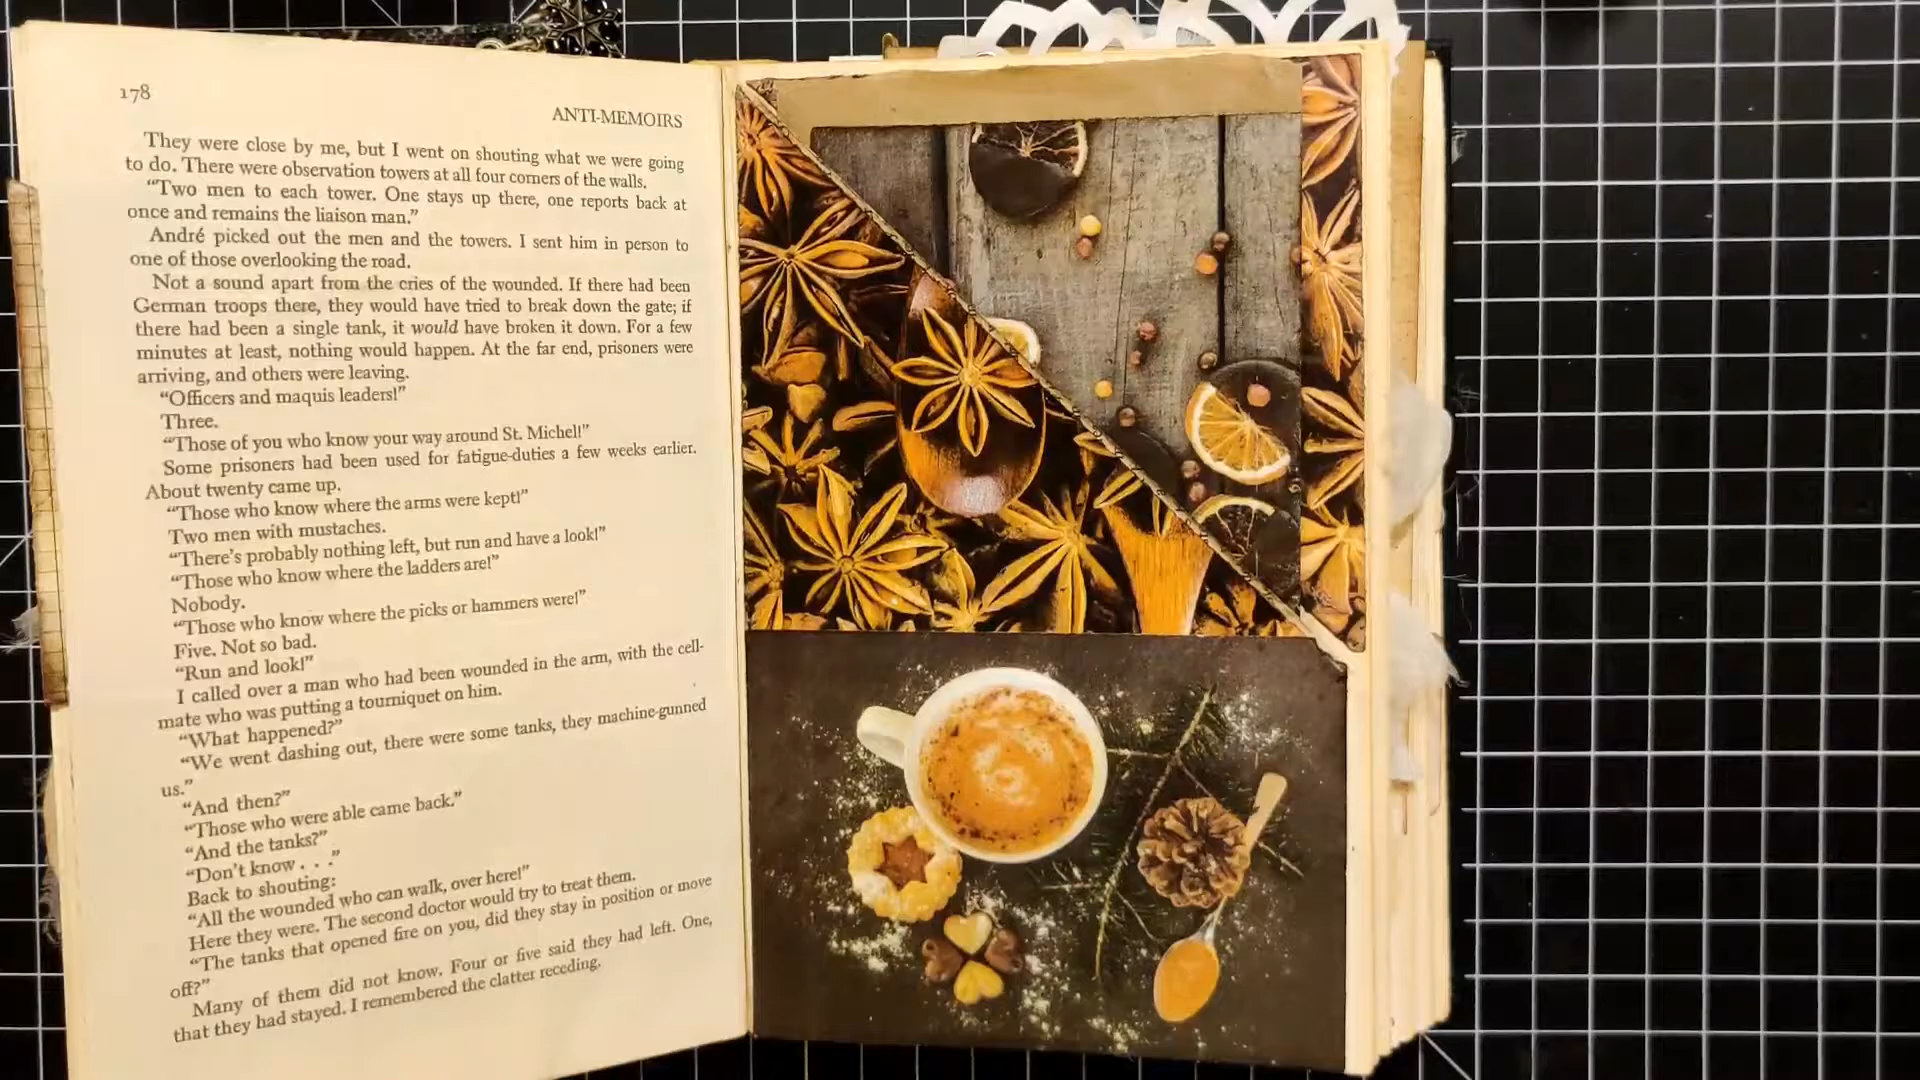 178
ANTI-MEMOIRS
They were close by me, but I went on shouting what we were going
to do. There were observation towers at all four corners of the walls.
“Two men to each tower. One stays up there, one reports back at
once and remains the liaison man.”
André picked out the men and the towers. I sent him in person to
one of those overlooking the road.
Not a sound apart from the cries of the wounded. If there had been
German troops there, they would have tried to break down the gate; if
there had been a single tank, it would have broken it down. For a few
minutes at least, nothing would happen. At the far end, prisoners were
arriving, and others were leaving.
“Officers and maquis leaders!”
Three.
“Those of you who know your way around St. Michel!”
Some prisoners had been used for fatigue-duties a few weeks earlier.
About twenty came up.
“Those who know where the arms were kept!”
Two men with mustaches.
“There’s probably nothing left, but run and have a look!”
“Those who know where the ladders are!”
Nobody.
“Those who know where the picks or hammers were!”
Five. Not so bad.
“Run and look!”
I called over a man who had been wounded in the arm, with the cell-
mate who was putting a tourniquet on him.
“What happened?”
“We went dashing out, there were some tanks, they machine-gunned
us.”
“And then?”
“Those who were able came back.”
“And the tanks?”
“Don’t know . . .”
Back to shouting:
“All the wounded who can walk, over here!”
Here they were. The second doctor would try to treat them.
“The tanks that opened fire on you, did they stay in position or move
off?”
Many of them did not know. Four or five said they had left. One,
that they had stayed. I remembered the clatter receding.